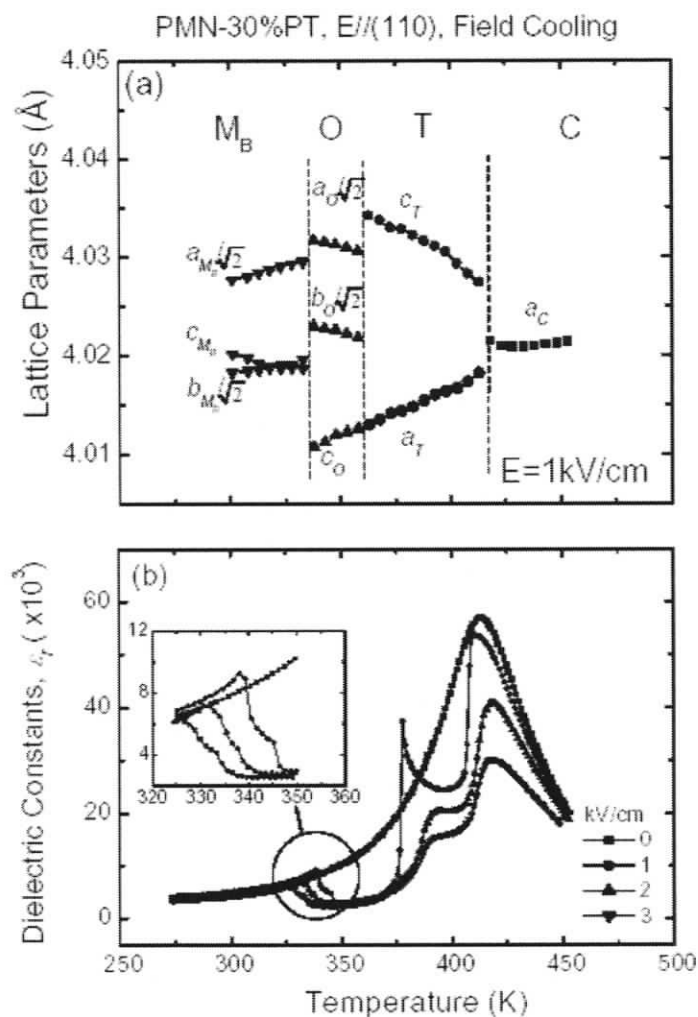 PMN-30%PT, E//(110), Field Cooling
(a)
Lattice Parameters (Å)
4.05
4.04
4.03
4.02
4.01
M_B O T C
a_O/√2
c_T
a_{M_B}/√2
b_O/√2
a_C
c_{M_B}
b_{M_B}/√2
c_O
a_T
E=1kV/cm
(b)
Dielectric Constants, ε_r ( x10³)
60
40
20
0
12
10
8
6
4
320 330 340 350 360
kV/cm
0
1
2
3
250 300 350 400 450 500
Temperature (K)